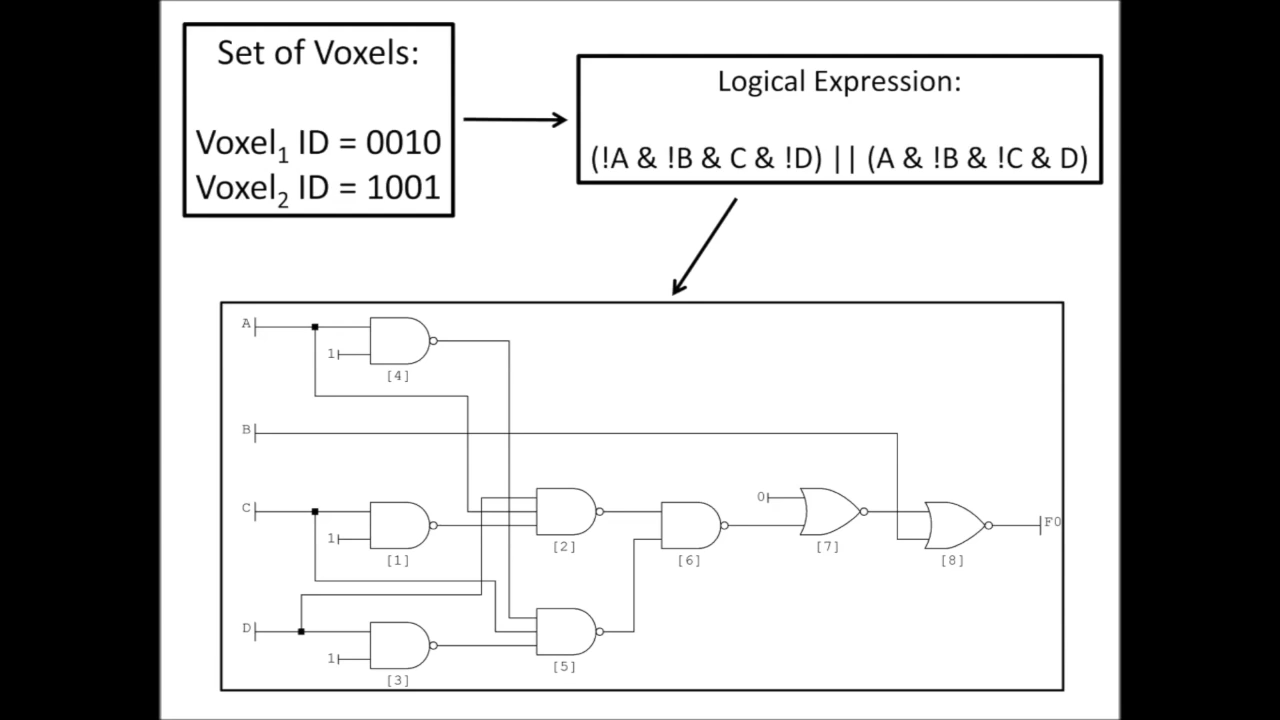 Set of Voxels:
Voxel1 ID = 0010
Voxel2 ID = 1001
Logical Expression:
(!A & !B & C & !D) || (A & !B & !C & D)
A
1
[4]
B
C
1
[1]
[2]
[6]
0
[7]
[8]
F0
D
1
[3]
[5]